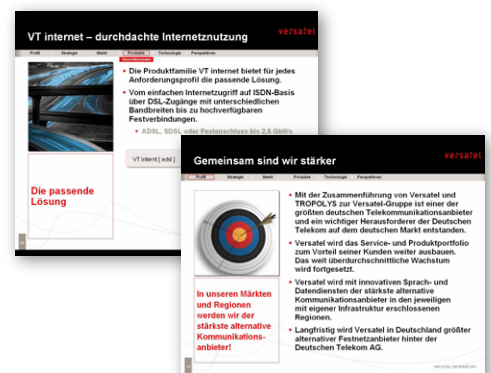 VT internet – durchdachte Internetznutzung
versatel
Profil Strategie Markt Produkte Technologie Perspektiven
Geschäftskunden
• Die Produktfamilie VT internet bietet für jedes
Anforderungsprofil die passende Lösung.
• Vom einfachen Internetzugriff auf ISDN-Basis
über DSL-Zugänge mit unterschiedlichen
Bandbreiten bis zu hochverfügbaren
Festverbindungen.
• ADSL, SDSL oder Festanschluss bis 2,5 Gbit/s
VT internt [ adsl ]
Die passende
Lösung
Gemeinsam sind wir stärker
versatel
Profil Strategie Markt Produkte Technologie Perspektiven
• Mit der Zusammenführung von Versatel und
TROPOLYS zur Versatel-Gruppe ist einer der
größten deutschen Telekommunikationsanbieter
und ein wichtiger Herausforderer der Deutschen
Telekom auf dem deutschen Markt entstanden.
• Versatel wird das Service- und Produktportfolio
zum Vorteil seiner Kunden weiter ausbauen.
Das weit überdurchschnittliche Wachstum
wird fortgesetzt.
• Versatel wird mit innovativen Sprach- und
Datendiensten der stärkste alternative
Kommunikationsanbieter in den jeweiligen
mit eigener Infrastruktur erschlossenen
Regionen.
• Langfristig wird Versatel in Deutschland größter
alternativer Festnetzanbieter hinter der
Deutschen Telekom AG.
In unseren Märkten
und Regionen
werden wir der
stärkste alternative
Kommunikations-
anbieter!